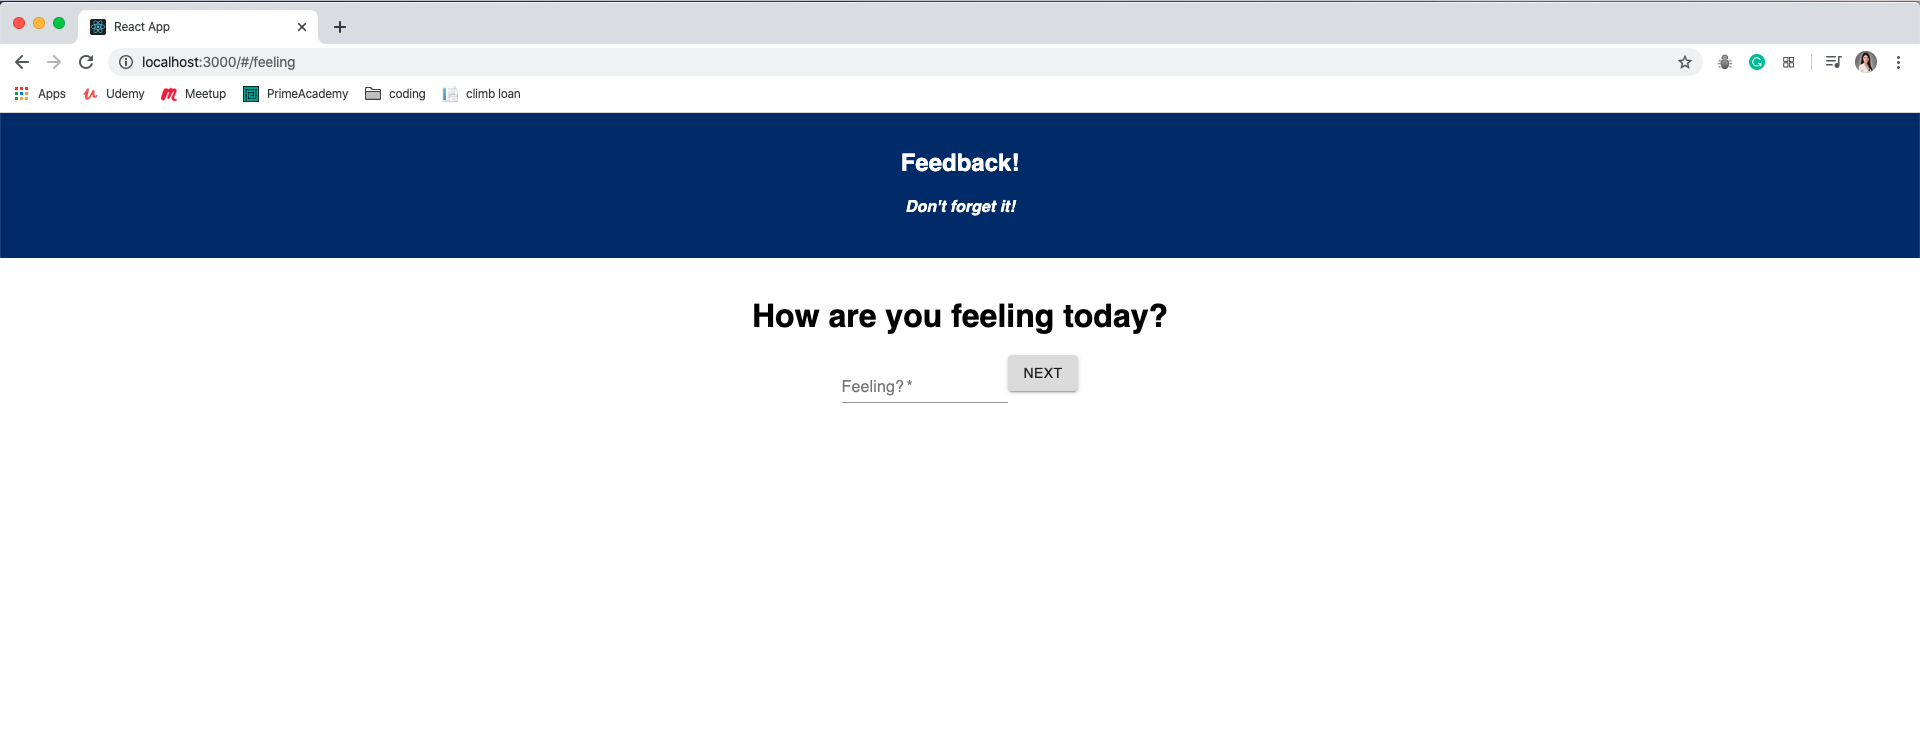 React App
localhost:3000/#/feeling
Apps Udemy Meetup PrimeAcademy coding climb loan
Feedback!
Don't forget it!
How are you feeling today?
Feeling? * NEXT